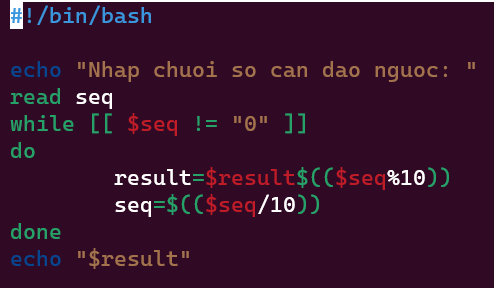 #!/bin/bash
echo "Nhap chuoi so can dao nguoc: "
read seq
while [[ $seq != "0" ]]
do
        result=$result$(($seq%10))
        seq=$(($seq/10))
done
echo "$result"